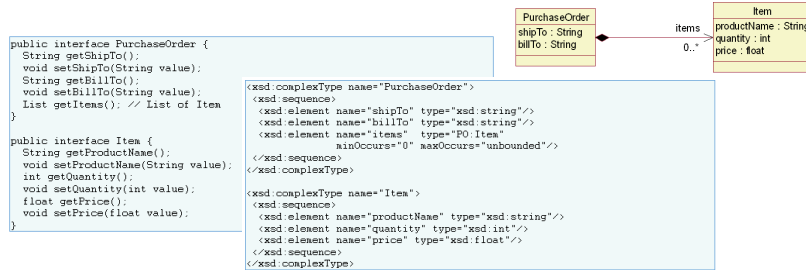 PurchaseOrder
shipTo : String
billTo : String
items
0..*
Item
productName : String
quantity : int
price : float
public interface PurchaseOrder {
String getShipTo();
void setShipTo(String value);
String getBillTo();
void setBillTo(String value);
List getItems(); // List of Item
}
public interface Item {
String getProductName();
void setProductName(String value);
int getQuantity();
void setQuantity(int value);
float getPrice();
void setPrice(float value);
}
<xsd:complexType name="PurchaseOrder">
<xsd:sequence>
<xsd:element name="shipTo" type="xsd:string"/>
<xsd:element name="billTo" type="xsd:string"/>
<xsd:element name="items" type="PO:Item"
minOccurs="0" maxOccurs="unbounded"/>
</xsd:sequence>
</xsd:complexType>
<xsd:complexType name="Item">
<xsd:sequence>
<xsd:element name="productName" type="xsd:string"/>
<xsd:element name="quantity" type="xsd:int"/>
<xsd:element name="price" type="xsd:float"/>
</xsd:sequence>
</xsd:complexType>